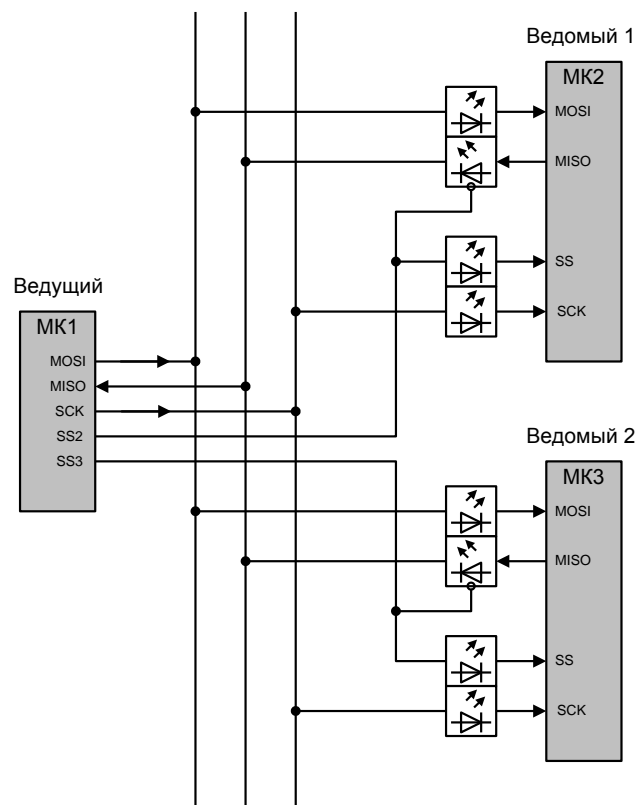 Ведомый 1
МК2
MOSI
MISO
SS
SCK
Ведущий
МК1
MOSI
MISO
SCK
SS2
SS3
Ведомый 2
МК3
MOSI
MISO
SS
SCK